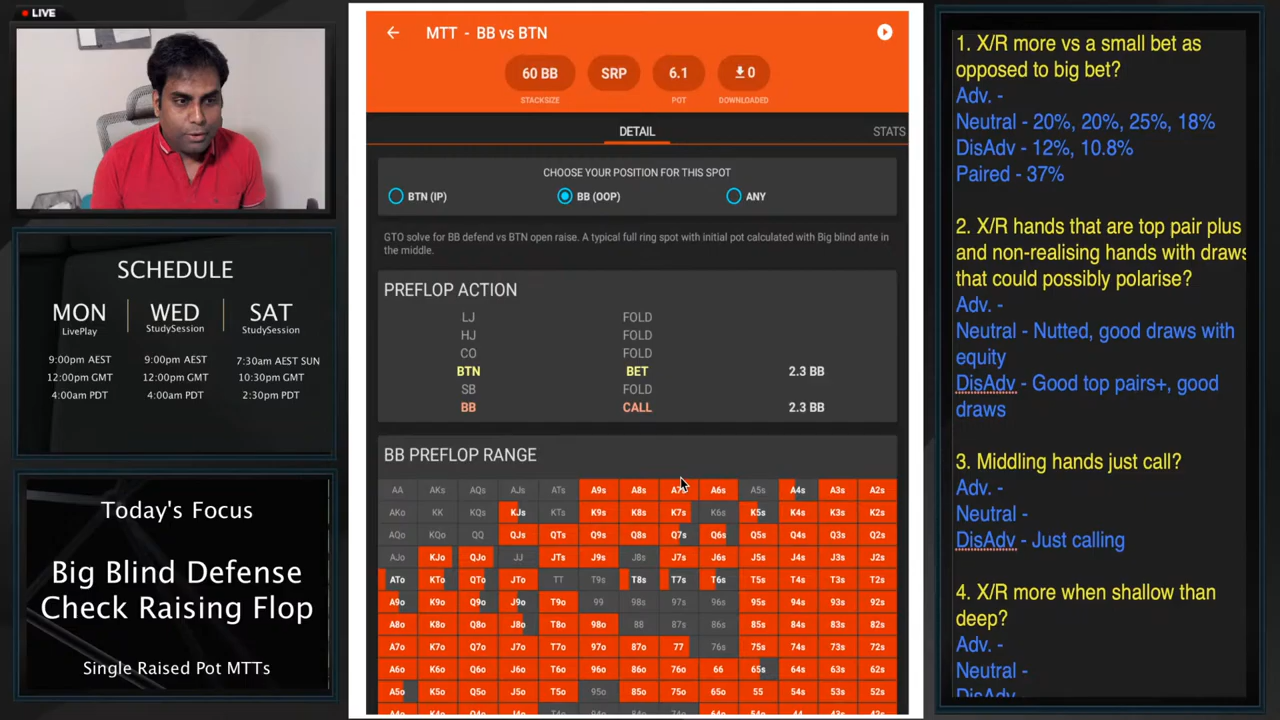 LIVE
SCHEDULE
MON WED SAT
LivePlay StudySession StudySession
9:00pm AEST 9:00pm AEST 7:30am AEST SUN
12:00pm GMT 12:00pm GMT 10:30pm GMT
4:00am PDT 4:00am PDT 2:30pm PDT
Today's Focus
Big Blind Defense
Check Raising Flop
Single Raised Pot MTTs
MTT - BB vs BTN
60 BB SRP 6.1 0
STACKSIZE POT DOWNLOADED
DETAIL STATS
CHOOSE YOUR POSITION FOR THIS SPOT
BTN (IP) BB (OOP) ANY
GTO solve for BB defend vs BTN open raise. A typical full ring spot with initial pot calculated with Big blind ante in
the middle.
PREFLOP ACTION
LJ FOLD
HJ FOLD
CO FOLD
BTN BET 2.3 BB
SB FOLD
BB CALL 2.3 BB
BB PREFLOP RANGE
AA AKs AQs AJs ATs A9s A8s A7s A6s A5s A4s A3s A2s
AKo KK KQs KJs KTs K9s K8s K7s K6s K5s K4s K3s K2s
AQo KQo QQ QJs QTs Q9s Q8s Q7s Q6s Q5s Q4s Q3s Q2s
AJo KJo QJo JJ JTs J9s J8s J7s J6s J5s J4s J3s J2s
ATo KTo QTo JTo TT T9s T8s T7s T6s T5s T4s T3s T2s
A9o K9o Q9o J9o T9o 99 98s 97s 96s 95s 94s 93s 92s
A8o K8o Q8o J8o T8o 98o 88 87s 86s 85s 84s 83s 82s
A7o K7o Q7o J7o T7o 97o 87o 77 76s 75s 74s 73s 72s
A6o K6o Q6o J6o T6o 96o 86o 76o 66 65s 64s 63s 62s
A5o K5o Q5o J5o T5o 95o 85o 75o 65o 55 54s 53s 52s
A4o K4o Q4o J4o T4o 94o 84o 74o 64o 54o 44 43s 42s
1. X/R more vs a small bet as
opposed to big bet?
Adv. -
Neutral - 20%, 20%, 25%, 18%
DisAdv - 12%, 10.8%
Paired - 37%
2. X/R hands that are top pair plus
and non-realising hands with draws
that could possibly polarise?
Adv. -
Neutral - Nutted, good draws with
equity
DisAdv - Good top pairs+, good
draws
3. Middling hands just call?
Adv. -
Neutral -
DisAdv - Just calling
4. X/R more when shallow than
deep?
Adv. -
Neutral -
DisAdv